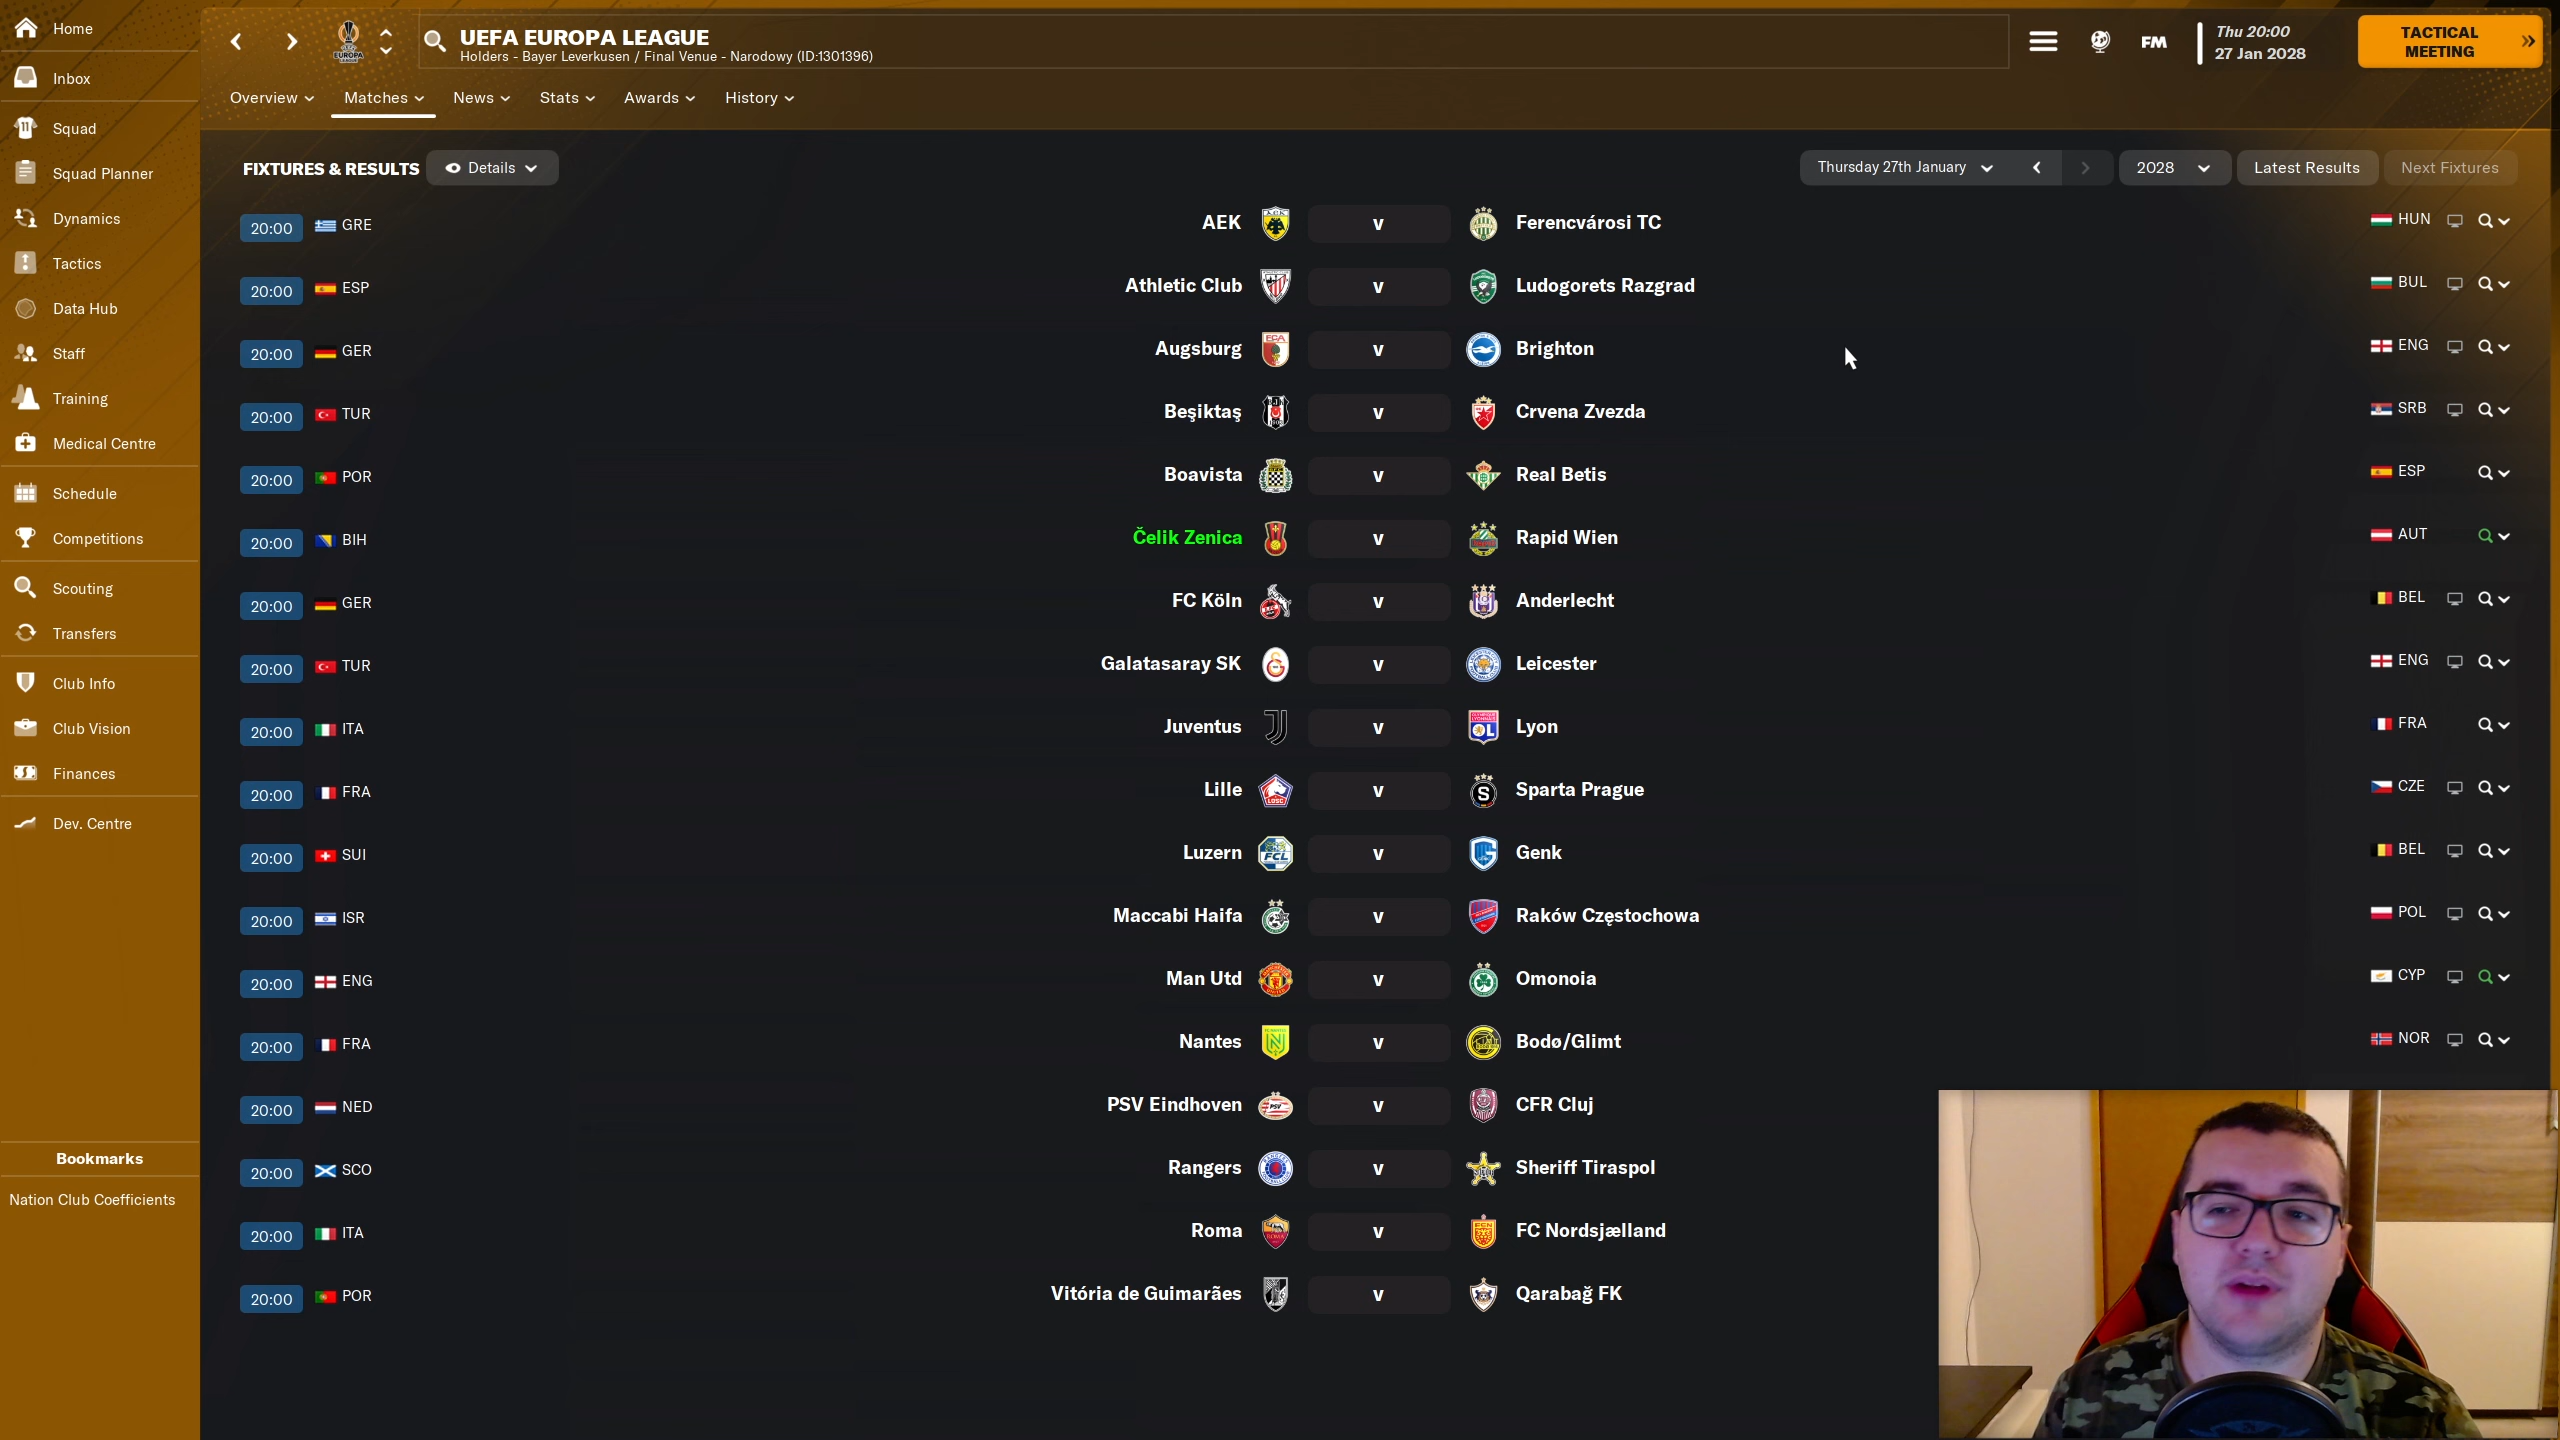 Home
Inbox
Squad
Squad Planner
Dynamics
Tactics
Data Hub
Staff
Training
Medical Centre
Schedule
Competitions
Scouting
Transfers
Club Info
Club Vision
Finances
Dev. Centre
Bookmarks
Nation Club Coefficients
UEFA EUROPA LEAGUE
Holders - Bayer Leverkusen / Final Venue - Narodowy (ID:1301396)
FM
Thu 20:00
27 Jan 2028
TACTICAL
MEETING
Overview Matches News Stats Awards History
FIXTURES & RESULTS Details Thursday 27th January 2028 Latest Results Next Fixtures
20:00 GRE AEK v Ferencvárosi TC HUN
20:00 ESP Athletic Club v Ludogorets Razgrad BUL
20:00 GER Augsburg v Brighton ENG
20:00 TUR Beşiktaş v Crvena Zvezda SRB
20:00 POR Boavista v Real Betis ESP
20:00 BIH Čelik Zenica v Rapid Wien AUT
20:00 GER FC Köln v Anderlecht BEL
20:00 TUR Galatasaray SK v Leicester ENG
20:00 ITA Juventus v Lyon FRA
20:00 FRA Lille v Sparta Prague CZE
20:00 SUI Luzern v Genk BEL
20:00 ISR Maccabi Haifa v Raków Częstochowa POL
20:00 ENG Man Utd v Omonoia CYP
20:00 FRA Nantes v Bodø/Glimt NOR
20:00 NED PSV Eindhoven v CFR Cluj
20:00 SCO Rangers v Sheriff Tiraspol
20:00 ITA Roma v FC Nordsjælland
20:00 POR Vitória de Guimarães v Qarabağ FK